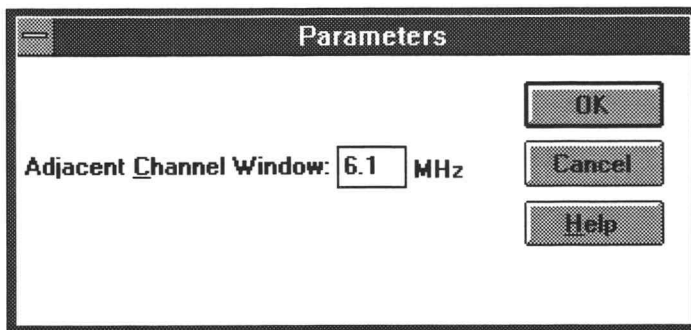 Parameters
OK
Adjacent Channel Window: 6.1 MHz
Cancel
Help